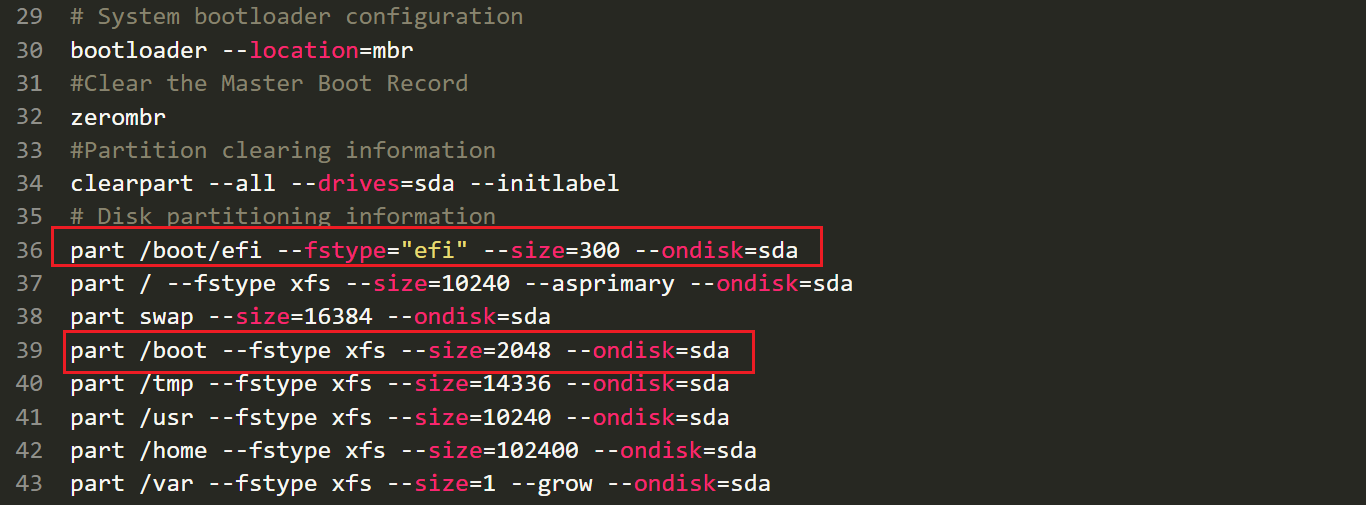 29 # System bootloader configuration
30 bootloader --location=mbr
31 #Clear the Master Boot Record
32 zerombr
33 #Partition clearing information
34 clearpart --all --drives=sda --initlabel
35 # Disk partitioning information
36 part /boot/efi --fstype="efi" --size=300 --ondisk=sda
37 part / --fstype xfs --size=10240 --asprimary --ondisk=sda
38 part swap --size=16384 --ondisk=sda
39 part /boot --fstype xfs --size=2048 --ondisk=sda
40 part /tmp --fstype xfs --size=14336 --ondisk=sda
41 part /usr --fstype xfs --size=10240 --ondisk=sda
42 part /home --fstype xfs --size=102400 --ondisk=sda
43 part /var --fstype xfs --size=1 --grow --ondisk=sda